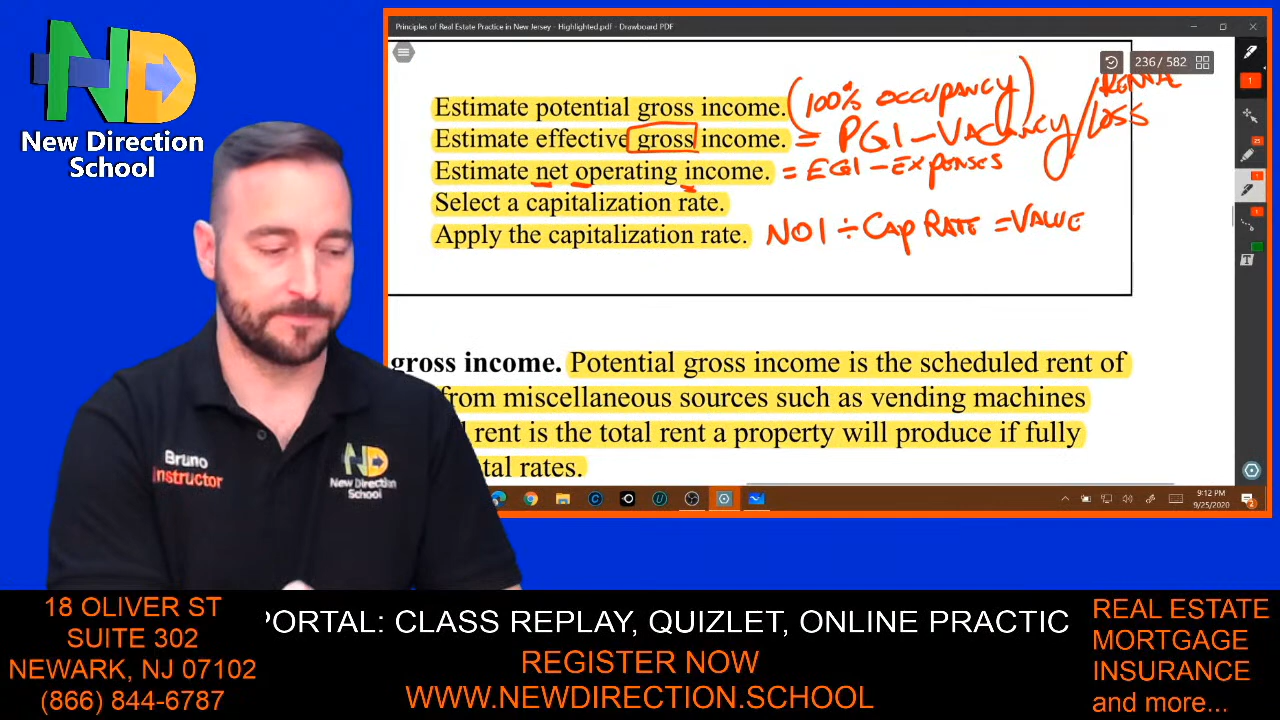 ND
New Direction
School
Principles of Real Estate Practice in New Jersey - Highlighted.pdf - Drawboard PDF
236 / 582
Estimate potential gross income. (100% OCCUPANCY)
Estimate effective gross income. = PGI - VACANCY / RENTAL LOSS
Estimate net operating income. = EGI - EXPONSES
Select a capitalization rate.
Apply the capitalization rate. NOI ÷ CAP RATE = VALUE
gross income. Potential gross income is the scheduled rent of
from miscellaneous sources such as vending machines
rent is the total rent a property will produce if fully
tal rates.
9:12 PM
9/25/2020
Bruno
Instructor
ND
New Direction
School
18 OLIVER ST
SUITE 302
NEWARK, NJ 07102
(866) 844-6787
PORTAL: CLASS REPLAY, QUIZLET, ONLINE PRACTIC
REGISTER NOW
WWW.NEWDIRECTION.SCHOOL
REAL ESTATE
MORTGAGE
INSURANCE
and more...